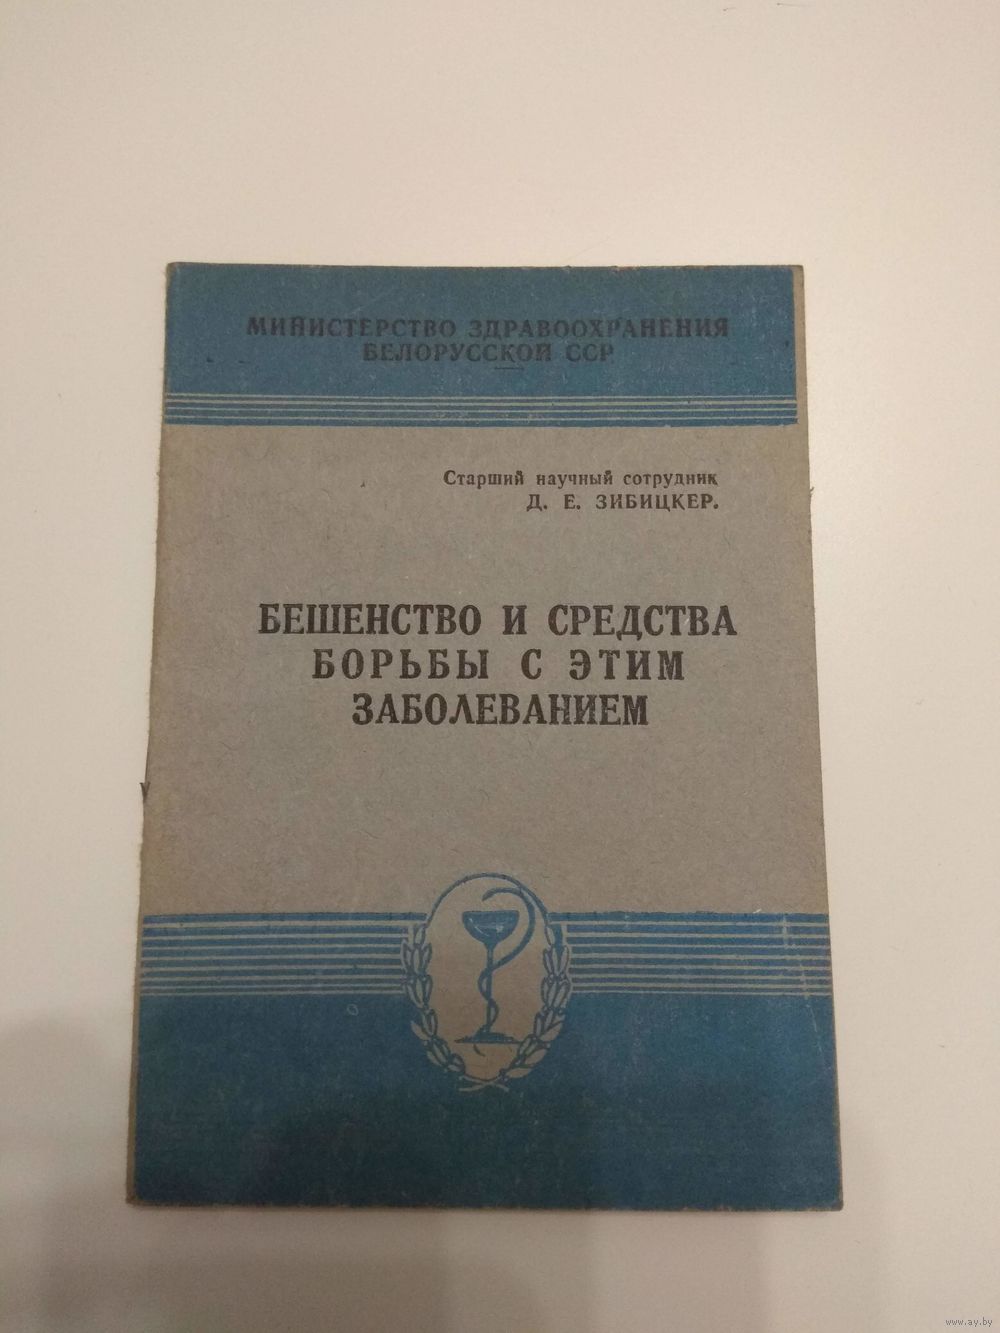 МИНИСТЕРСТВО ЗДРАВООХРАНЕНИЯ
БЕЛОРУССКОЙ ССР
Старший научный сотрудник
Д. Е. ЗИБИЦКЕР.
БЕШЕНСТВО И СРЕДСТВА
БОРЬБЫ С ЭТИМ
ЗАБОЛЕВАНИЕМ
www.ay.by